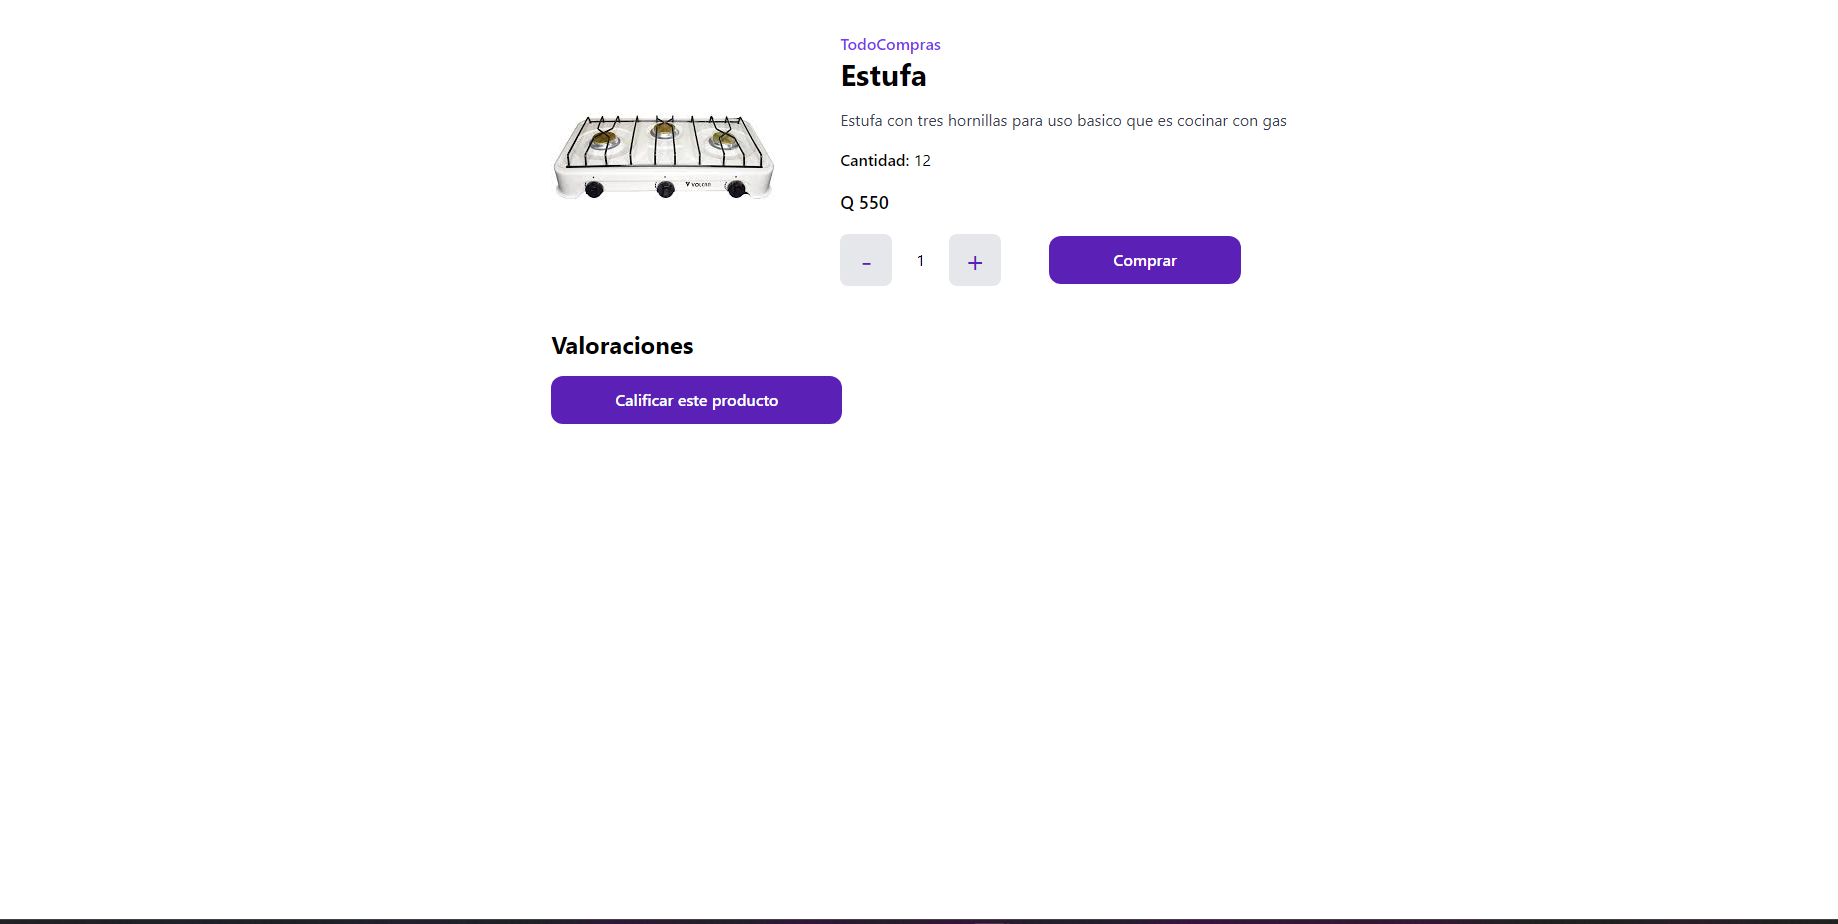 TodoCompras
Estufa
Estufa con tres hornillas para uso basico que es cocinar con gas
Cantidad: 12
Q 550
- 1 + Comprar
VOLCAN
Valoraciones
Calificar este producto